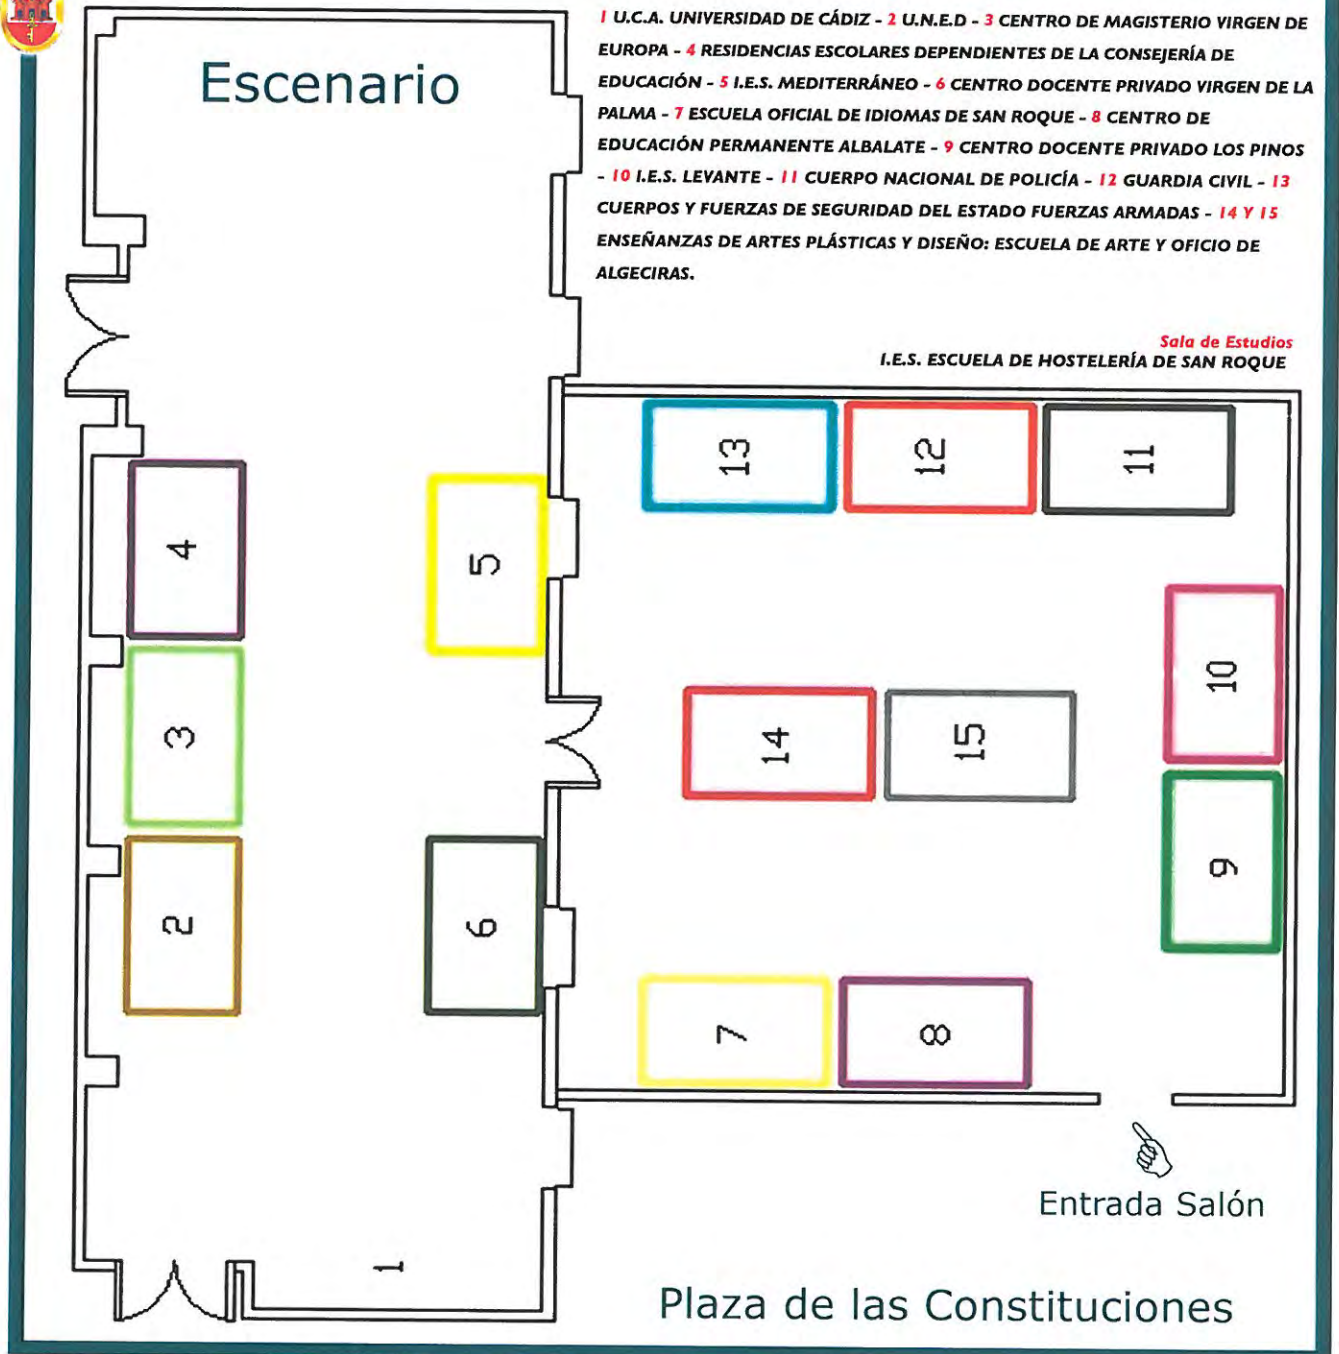 1 U.C.A. UNIVERSIDAD DE CÁDIZ - 2 U.N.E.D - 3 CENTRO DE MAGISTERIO VIRGEN DE
EUROPA - 4 RESIDENCIAS ESCOLARES DEPENDIENTES DE LA CONSEJERÍA DE
EDUCACIÓN - 5 I.E.S. MEDITERRÁNEO - 6 CENTRO DOCENTE PRIVADO VIRGEN DE LA
PALMA - 7 ESCUELA OFICIAL DE IDIOMAS DE SAN ROQUE - 8 CENTRO DE
EDUCACIÓN PERMANENTE ALBALATE - 9 CENTRO DOCENTE PRIVADO LOS PINOS
- 10 I.E.S. LEVANTE - 11 CUERPO NACIONAL DE POLICÍA - 12 GUARDIA CIVIL - 13
CUERPOS Y FUERZAS DE SEGURIDAD DEL ESTADO FUERZAS ARMADAS - 14 Y 15
ENSEÑANZAS DE ARTES PLÁSTICAS Y DISEÑO: ESCUELA DE ARTE Y OFICIO DE
ALGECIRAS.
Sala de Estudios
I.E.S. ESCUELA DE HOSTELERÍA DE SAN ROQUE
Escenario
13
12
11
4
5
10
3
14
15
9
2
6
7
8
Entrada Salón
1
Plaza de las Constituciones